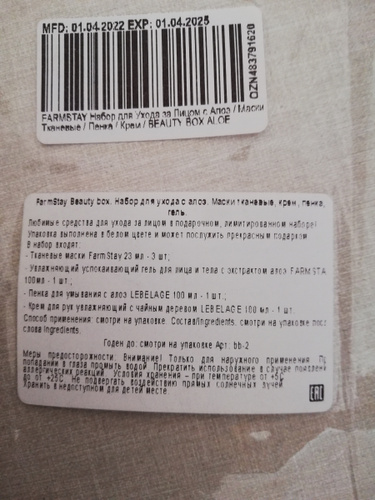 MFD: 01.04.2022 EXP: 01.04.2025
OZN483791626
FARMSTAY Набор для Ухода за Лицом с Алоэ / Маски
Тканевые / Пенка / Крем / BEAUTY BOX ALOE
FarmStay Beauty box. Набор для ухода с алоэ. Маски тканевые, крем, пенка,
гель.
Любимые средства для ухода за лицом в подарочном, лимитированном наборе!
Упаковка выполнена в белом цвете и может послужить прекрасным подарком
В набор входят:
- Тканевые маски FarmStay 23 мл - 3 шт;
- Увлажняющий успокаивающий гель для лица и тела с экстрактом алоэ FARMSTA
100мл - 1 шт.;
- Пенка для умывания с алоэ LEBELAGE 100 мл - 1 шт.;
- Крем для рук увлажняющий с чайным деревом LEBELAGE 100 мл - 1 шт.
Способ применения: смотри на упаковке. Состав/Ingredients: смотри на упаковке посл
слова Ingredients.
Годен до: смотри на упаковке Арт: bb-2
Меры предосторожности. Внимание! Только для наружного применения. П
попадании в глаза промыть водой. Прекратить использование в случае появлени
аллергических реакций. Условия хранения – при температуре от +5С
до от +25С. Не подвергать воздействию прямых солнечных лучей.
Хранить в недоступном для детей месте.
EAC